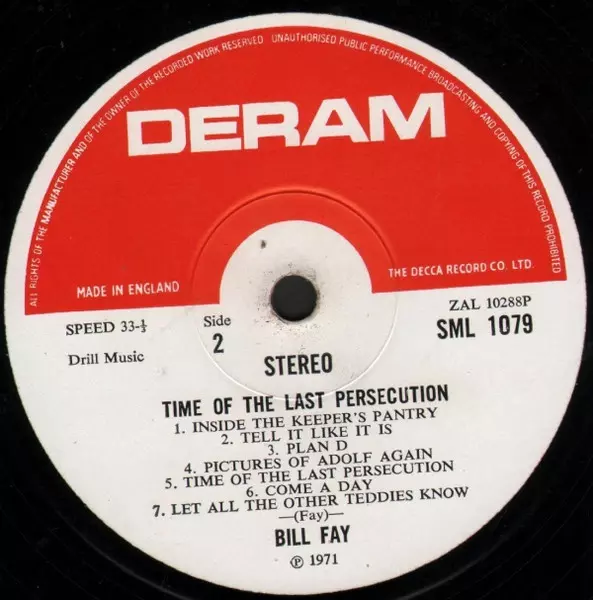 ALL RIGHTS OF THE MANUFACTURER AND OF THE OWNER OF THE RECORDED WORK RESERVED UNAUTHORISED PUBLIC PERFORMANCE BROADCASTING AND COPYING OF THIS RECORD PROHIBITED
DERAM
MADE IN ENGLAND
THE DECCA RECORD CO. LTD.
SPEED 33-⅓
Side
2
ZAL 10288P
SML 1079
Drill Music
STEREO
TIME OF THE LAST PERSECUTION
1. INSIDE THE KEEPER'S PANTRY
2. TELL IT LIKE IT IS
3. PLAN D
4. PICTURES OF ADOLF AGAIN
5. TIME OF THE LAST PERSECUTION
6. COME A DAY
7. LET ALL THE OTHER TEDDIES KNOW
—(Fay)—
BILL FAY
℗ 1971